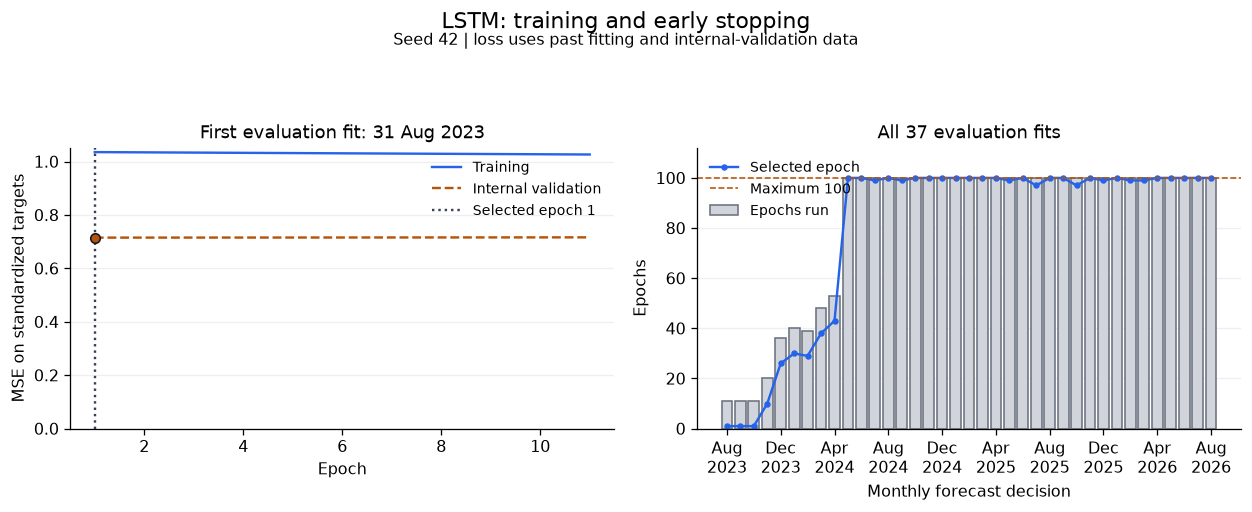 LSTM: training and early stopping
Seed 42 | loss uses past fitting and internal-validation data
First evaluation fit: 31 Aug 2023
MSE on standardized targets
1.0
0.8
0.6
0.4
0.2
0.0
Training
Internal validation
Selected epoch 1
2 4 6 8 10
Epoch
All 37 evaluation fits
Epochs
100
80
60
40
20
0
Selected epoch
Maximum 100
Epochs run
Aug Dec Apr Aug Dec Apr Aug Dec Apr Aug
2023 2023 2024 2024 2024 2025 2025 2025 2026 2026
Monthly forecast decision